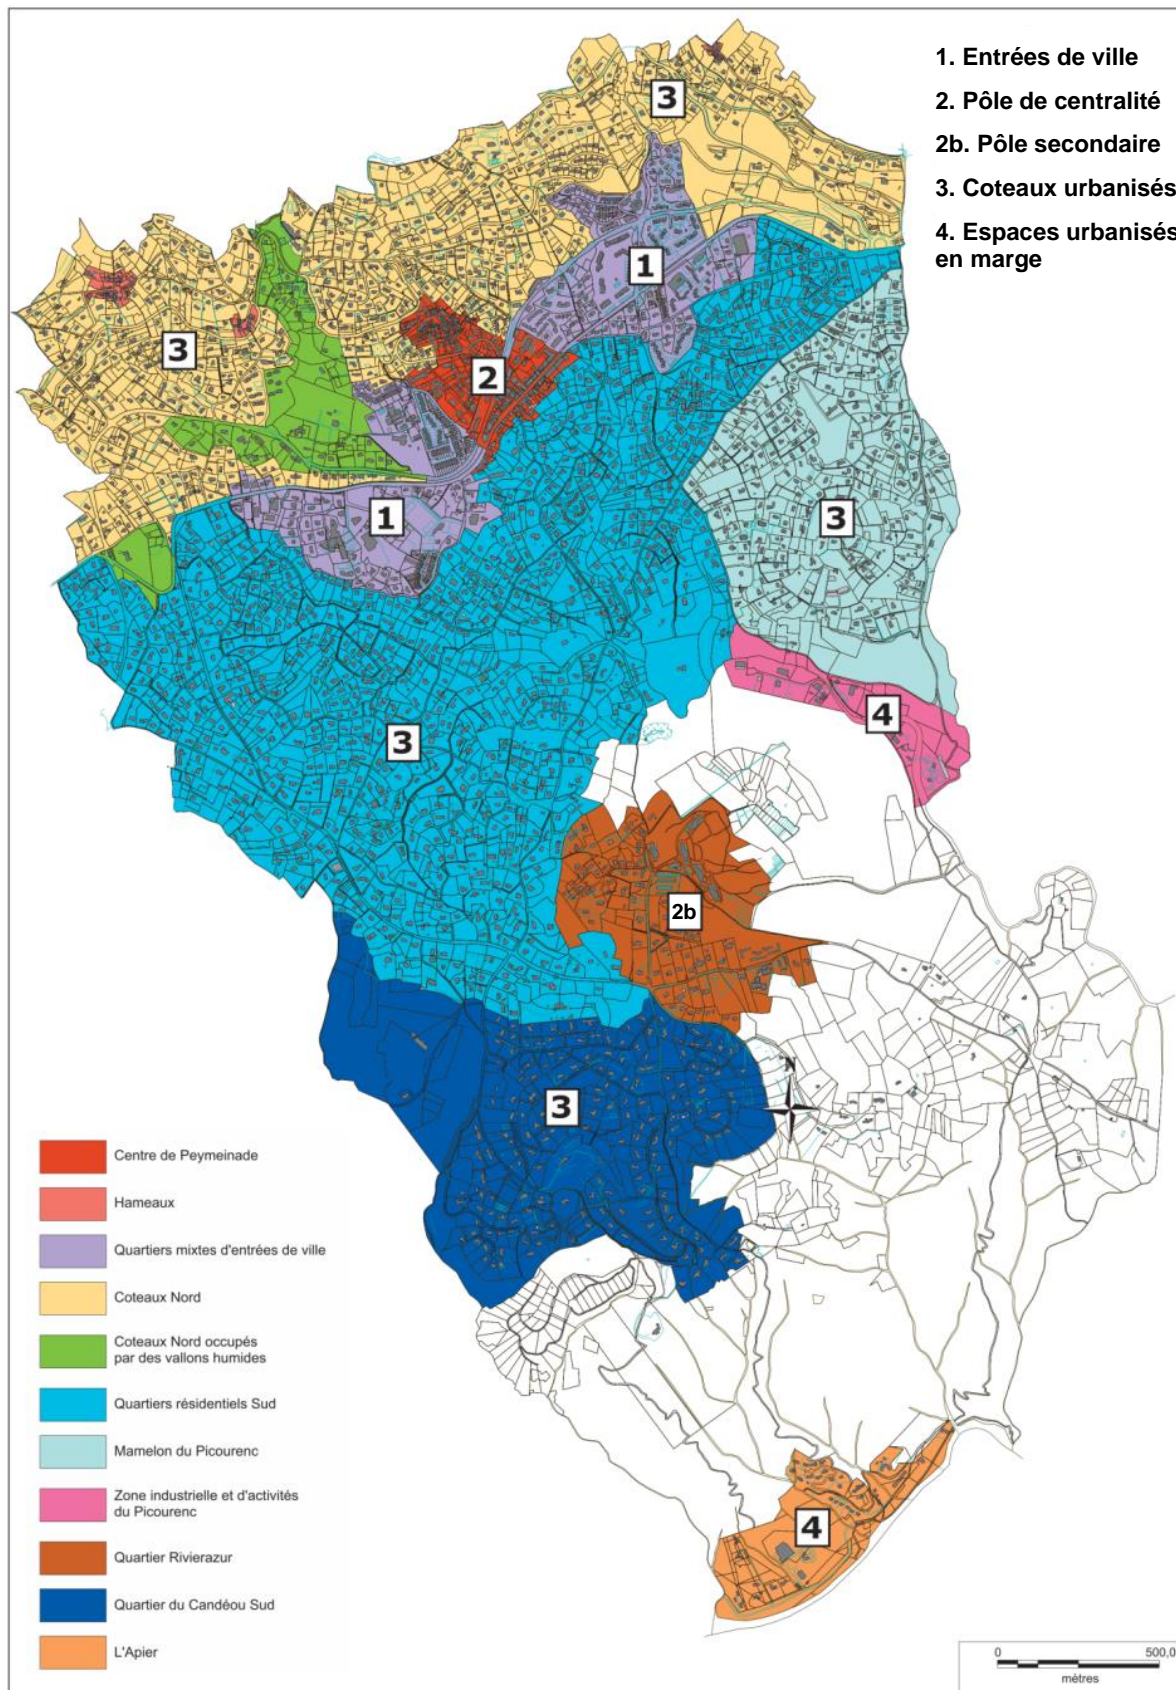 1. Entrées de ville
2. Pôle de centralité
2b. Pôle secondaire
3. Coteaux urbanisés
4. Espaces urbanisés
en marge
3
1
3
2
1
3
4
3
2b
N
3
4
Centre de Peymeinade
Hameaux
Quartiers mixtes d'entrées de ville
Coteaux Nord
Coteaux Nord occupés
par des vallons humides
Quartiers résidentiels Sud
Mamelon du Picourenc
Zone industrielle et d'activités
du Picourenc
Quartier Rivierazur
Quartier du Candéou Sud
L'Apier
0 500,0
mètres